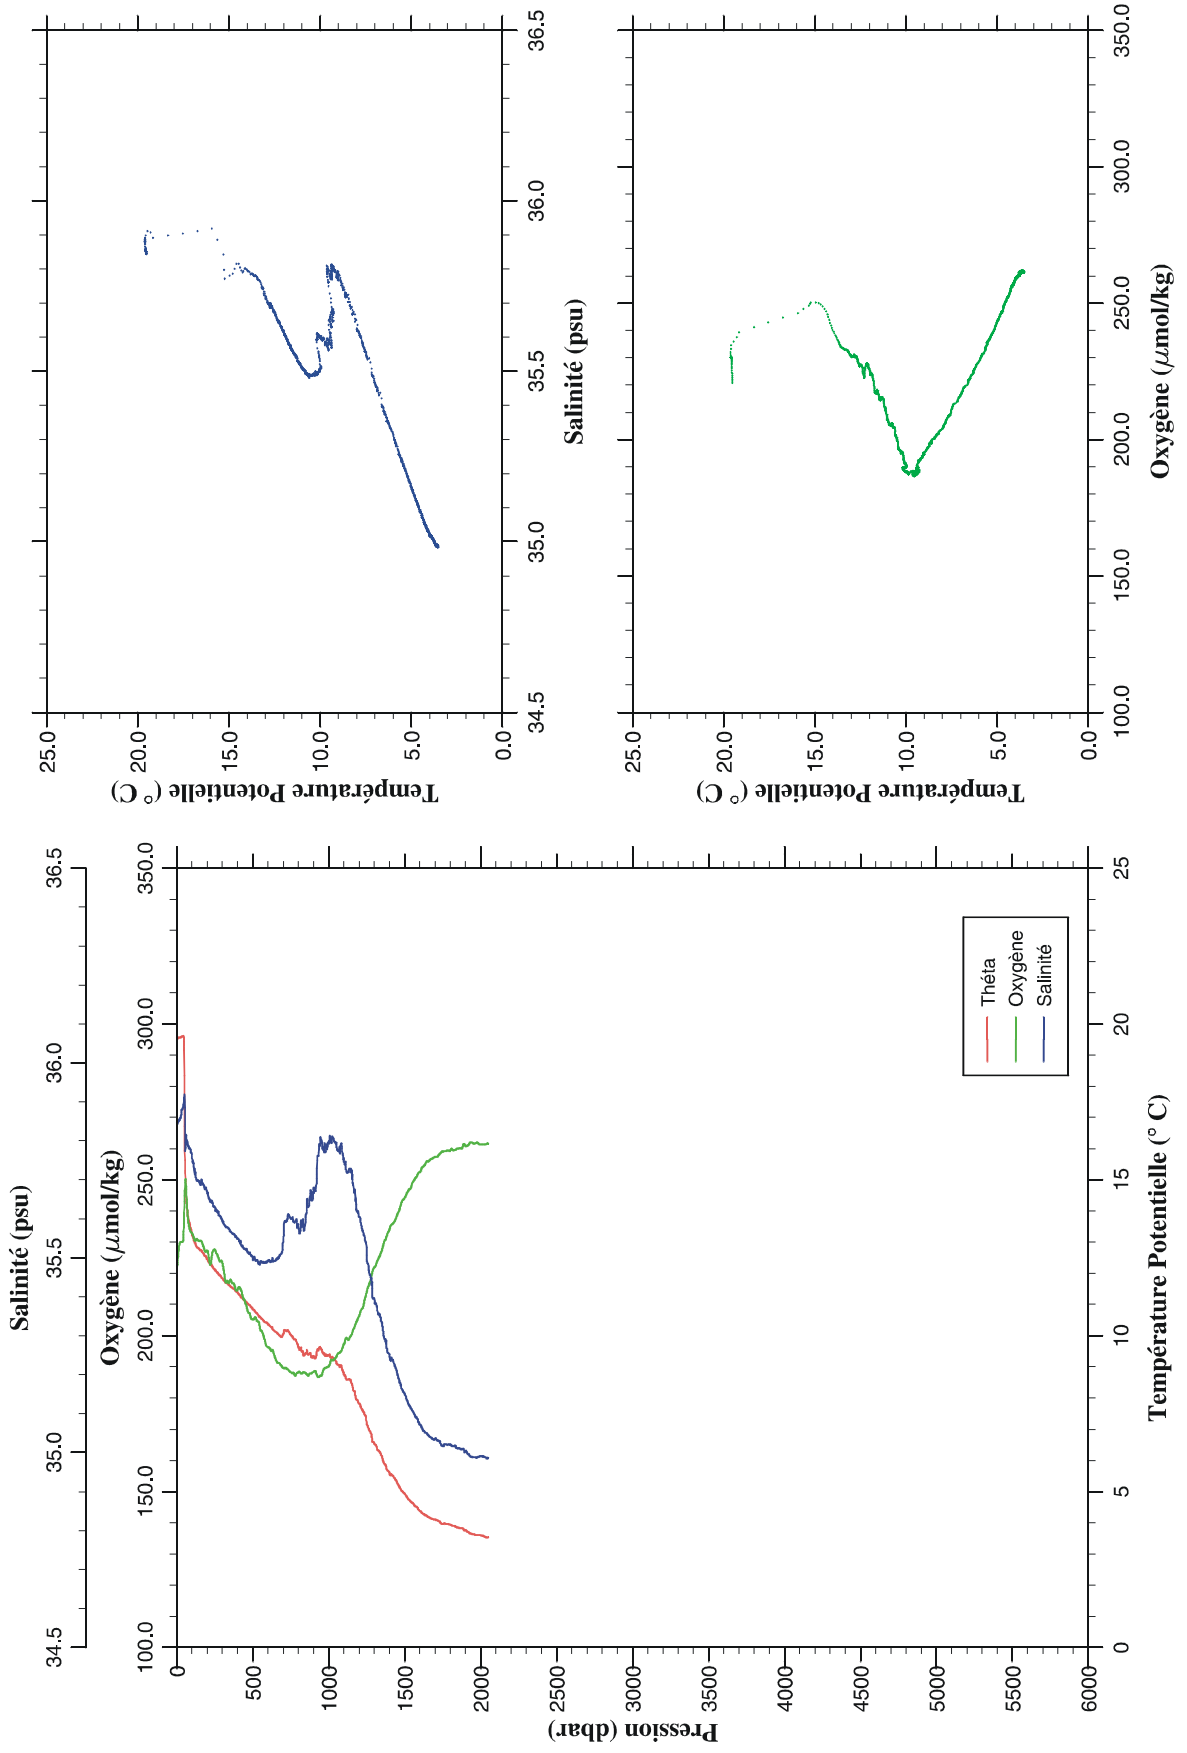 Salinité (psu)
34.5 35.0 35.5 36.0 36.5
Oxygène (μmol/kg)
100.0 150.0 200.0 250.0 300.0 350.0
Pression (dbar)
0
500
1000
1500
2000
2500
3000
3500
4000
4500
5000
5500
6000
Théta
Oxygène
Salinité
0 5 10 15 20 25
Température Potentielle (° C)
Température Potentielle (° C)
25.0
20.0
15.0
10.0
5.0
0.0
34.5 35.0 35.5 36.0 36.5
Salinité (psu)
Température Potentielle (° C)
25.0
20.0
15.0
10.0
5.0
0.0
100.0 150.0 200.0 250.0 300.0 350.0
Oxygène (μmol/kg)